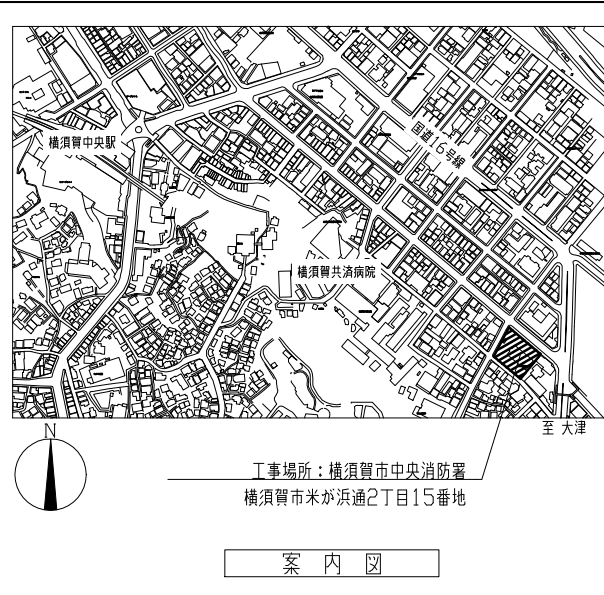 横須賀中央駅
国道16号線
横須賀共済病院
至 大津
N
工事場所：横須賀市中央消防署
横須賀市米が浜通2丁目15番地
案 内 図